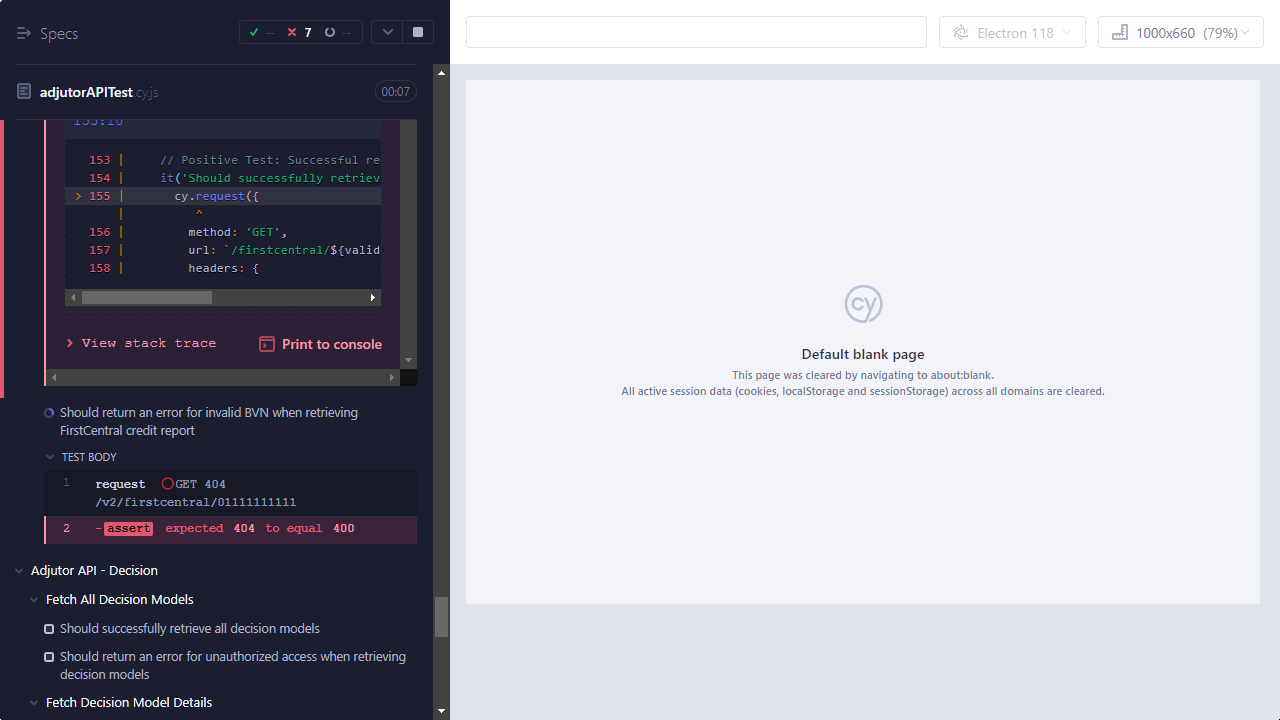 Specs
-- 7 --
adjutorAPITest.cy.js
00:07
155:16
153 | // Positive Test: Successful re
154 | it('Should successfully retriev
> 155 | cy.request({
| ^
156 | method: 'GET',
157 | url: `/firstcentral/${valid
158 | headers: {
> View stack trace
Print to console
Should return an error for invalid BVN when retrieving
FirstCentral credit report
TEST BODY
1 request GET 404
/v2/firstcentral/01111111111
2 -assert expected 404 to equal 400
Adjutor API - Decision
Fetch All Decision Models
Should successfully retrieve all decision models
Should return an error for unauthorized access when retrieving
decision models
Fetch Decision Model Details
Electron 118
1000x660 (79%)
cy
Default blank page
This page was cleared by navigating to about:blank.
All active session data (cookies, localStorage and sessionStorage) across all domains are cleared.